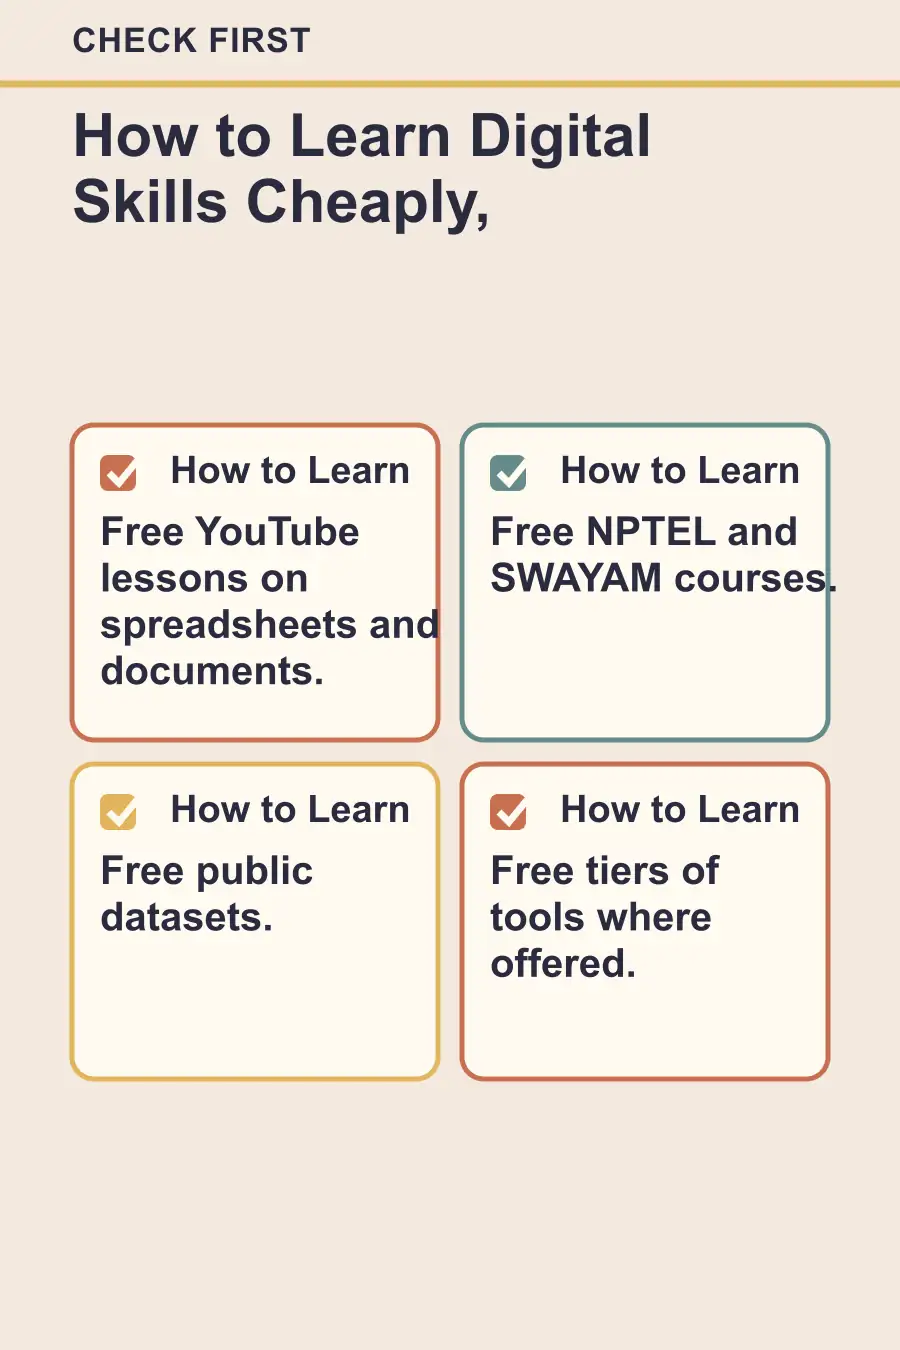 CHECK FIRST
How to Learn Digital
Skills Cheaply,
How to Learn
Free YouTube
lessons on
spreadsheets and
documents.
How to Learn
Free NPTEL and
SWAYAM courses.
How to Learn
Free public
datasets.
How to Learn
Free tiers of
tools where
offered.